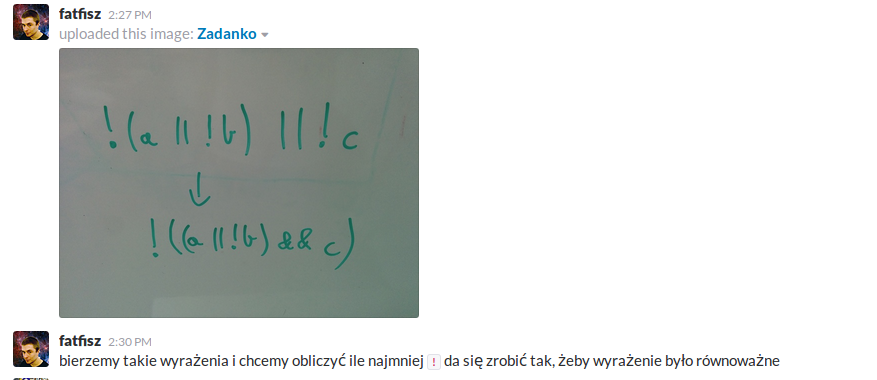 fatfisz 2:27 PM
uploaded this image: Zadanko
!(a || !b) || !c
↓
!((a || !b) && c)
fatfisz 2:30 PM
bierzemy takie wyrażenia i chcemy obliczyć ile najmniej ! da się zrobić tak, żeby wyrażenie było równoważne